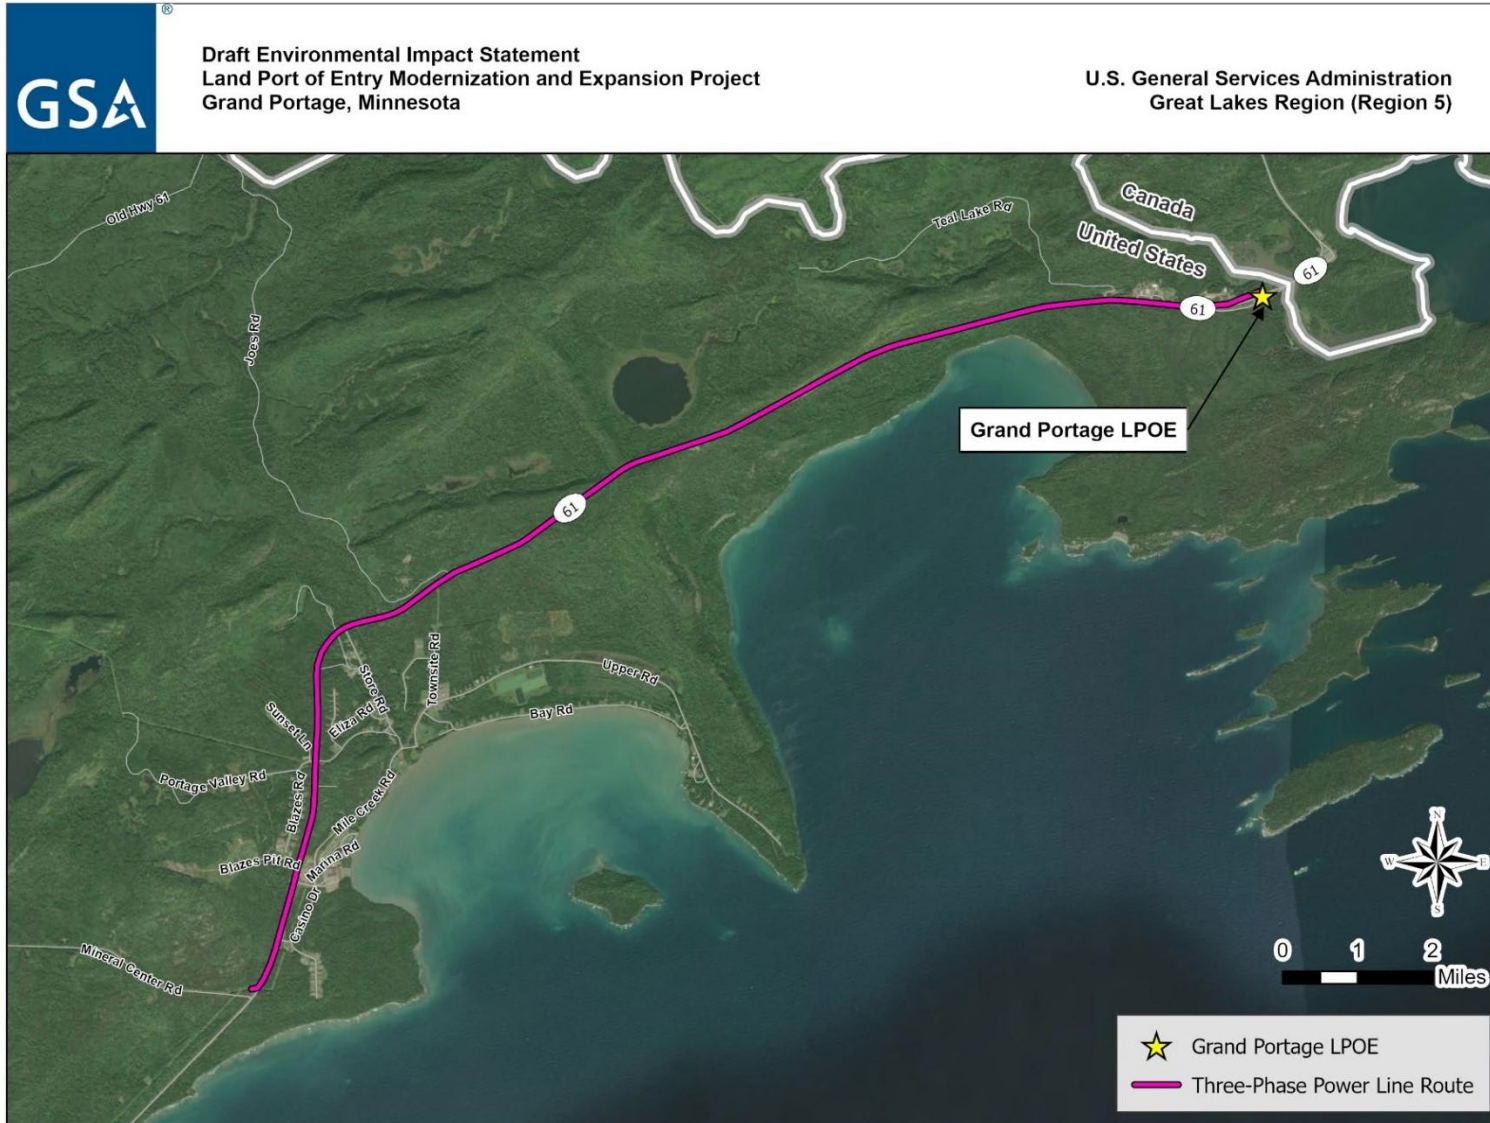 ®
GSA
Draft Environmental Impact Statement
Land Port of Entry Modernization and Expansion Project
Grand Portage, Minnesota
U.S. General Services Administration
Great Lakes Region (Region 5)
Old Hwy 61
Teal Lake Rd
Canada
United States
61
61
Joes Rd
Grand Portage LPOE
61
Store Rd
Townsite Rd
Upper Rd
Sunset Ln
Eliza Rd
Bay Rd
Portage Valley Rd
Blazes Rd
Mile Creek Rd
Blazes Pit Rd
Marina Rd
Casino Dr
Mineral Center Rd
N
W
E
S
0 1 2
Miles
Grand Portage LPOE
Three-Phase Power Line Route